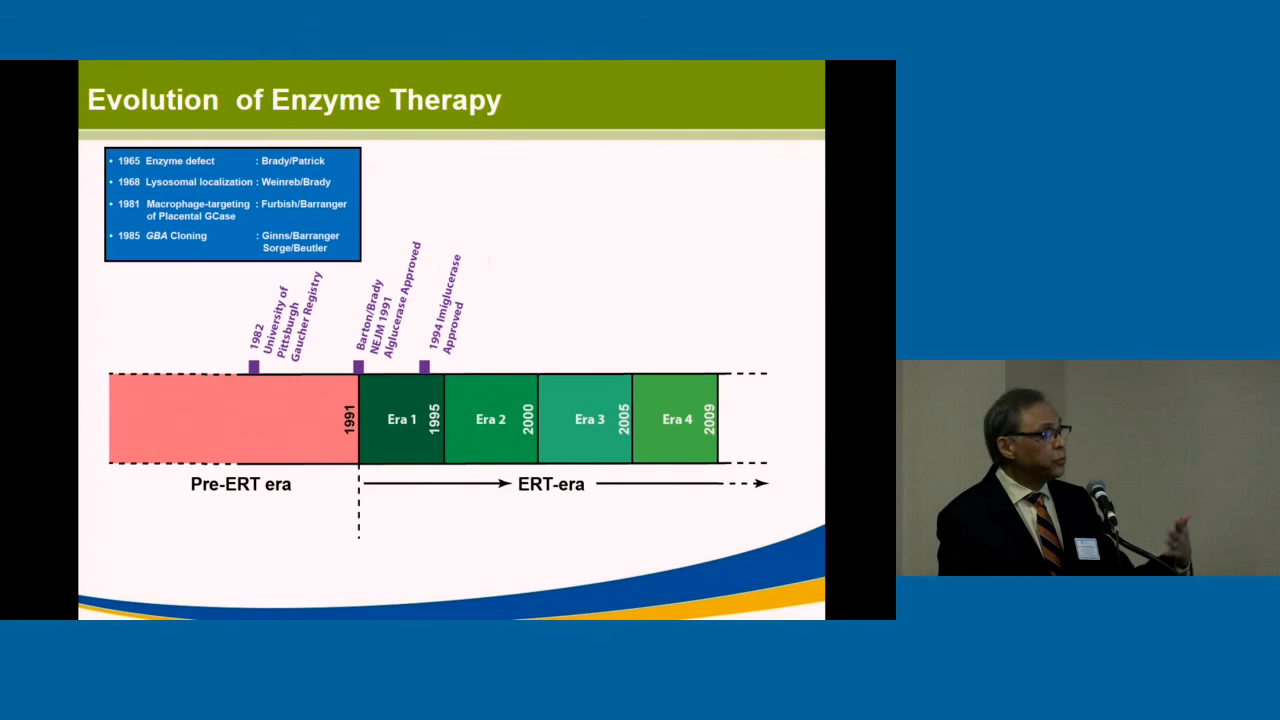 Evolution of Enzyme Therapy
• 1965 Enzyme defect : Brady/Patrick
• 1968 Lysosomal localization : Weinreb/Brady
• 1981 Macrophage-targeting : Furbish/Barranger
of Placental GCase
• 1985 GBA Cloning : Ginns/Barranger
Sorge/Beutler
1982
University of
Pittsburgh
Gaucher Registry
Barton/Brady
NEJM 1991
Alglucerase Approved
1994 Imiglucerase
Approved
1991
Era 1
1995
Era 2
2000
Era 3
2005
Era 4
2009
Pre-ERT era
ERT-era